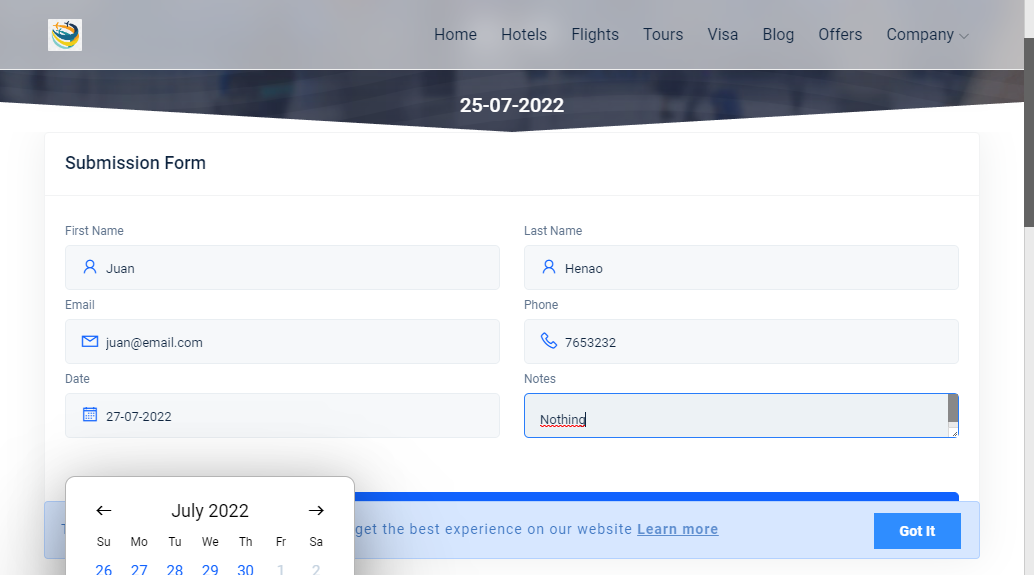 Home Hotels Flights Tours Visa Blog Offers Company
25-07-2022
Submission Form
First Name Last Name
Juan Henao
Email Phone
juan@email.com 7653232
Date Notes
27-07-2022 Nothing
July 2022
get the best experience on our website Learn more Got It
Su Mo Tu We Th Fr Sa
26 27 28 29 30 1 2